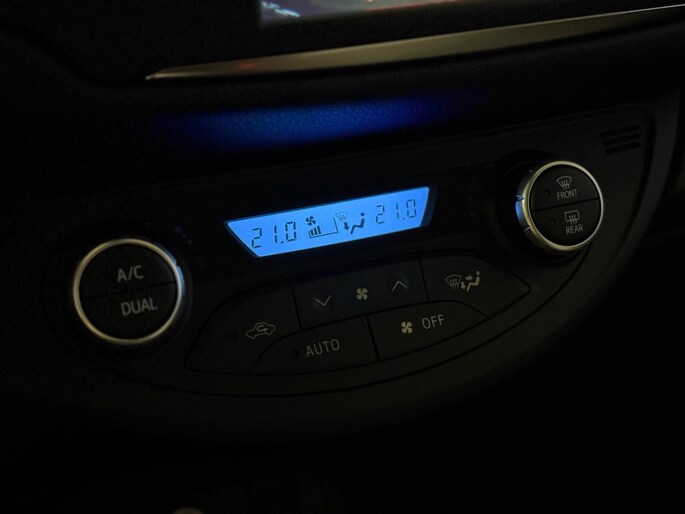 21.0 21.0
FRONT
REAR
A/C
DUAL
AUTO
OFF